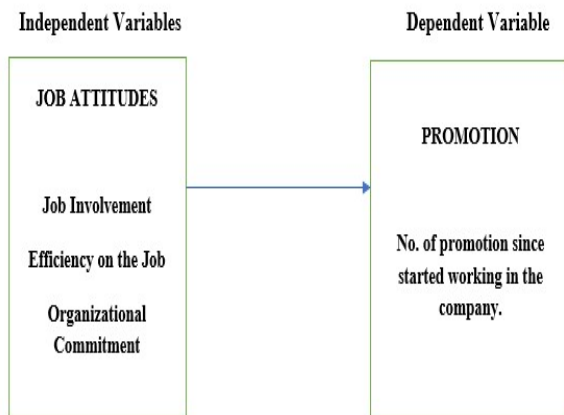 Independent Variables
Dependent Variable
JOB ATTITUDES
Job Involvement
Efficiency on the Job
Organizational
Commitment
PROMOTION
No. of promotion since
started working in the
company.